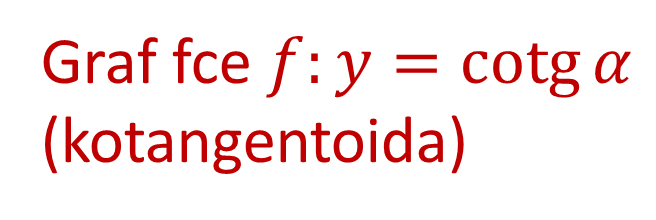 Graf fce f: y = cotg α
(kotangentoida)